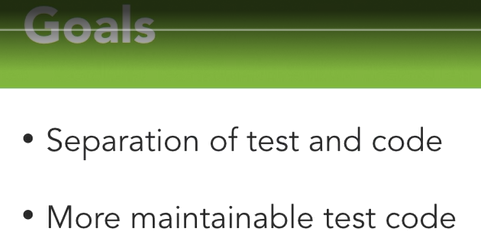 Goals
• Separation of test and code
• More maintainable test code